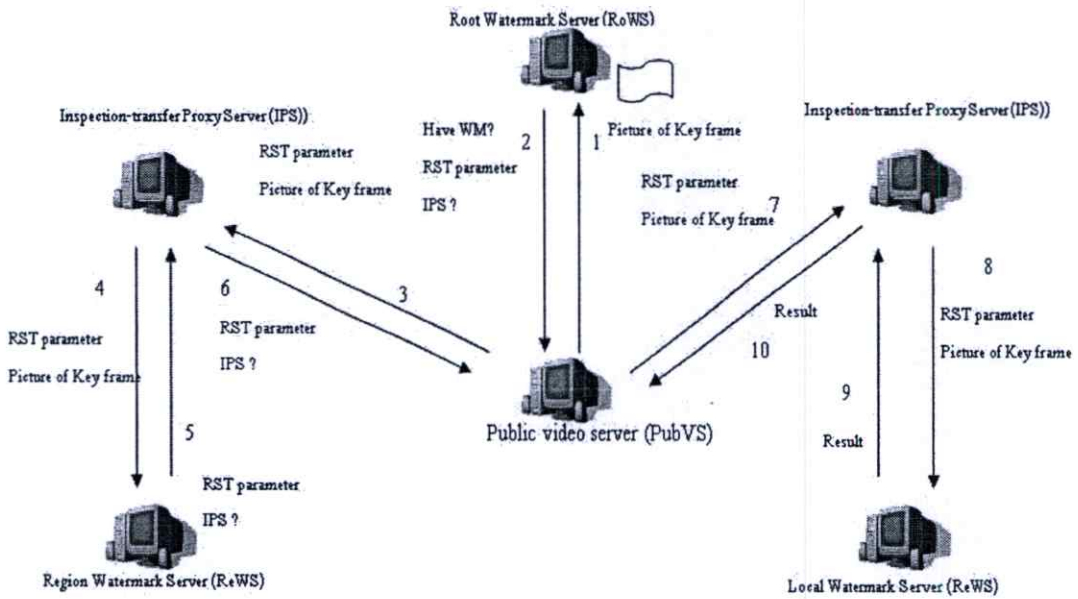 Root Watermark Server (RoWS)
Inspection-transfer Proxy Server (IPS))
Inspection-transfer Proxy Server (IPS))
Have WM?
2
1
Picture of Key frame
RST parameter
RST parameter
RST parameter
Picture of Key frame
IPS ?
Picture of Key frame
7
4
6
3
8
RST parameter
RST parameter
Result
RST parameter
Picture of Key frame
IPS ?
10
Picture of Key frame
9
5
Public video server (PubVS)
Result
RST parameter
IPS ?
Region Watermark Server (ReWS)
Local Watermark Server (ReWS)